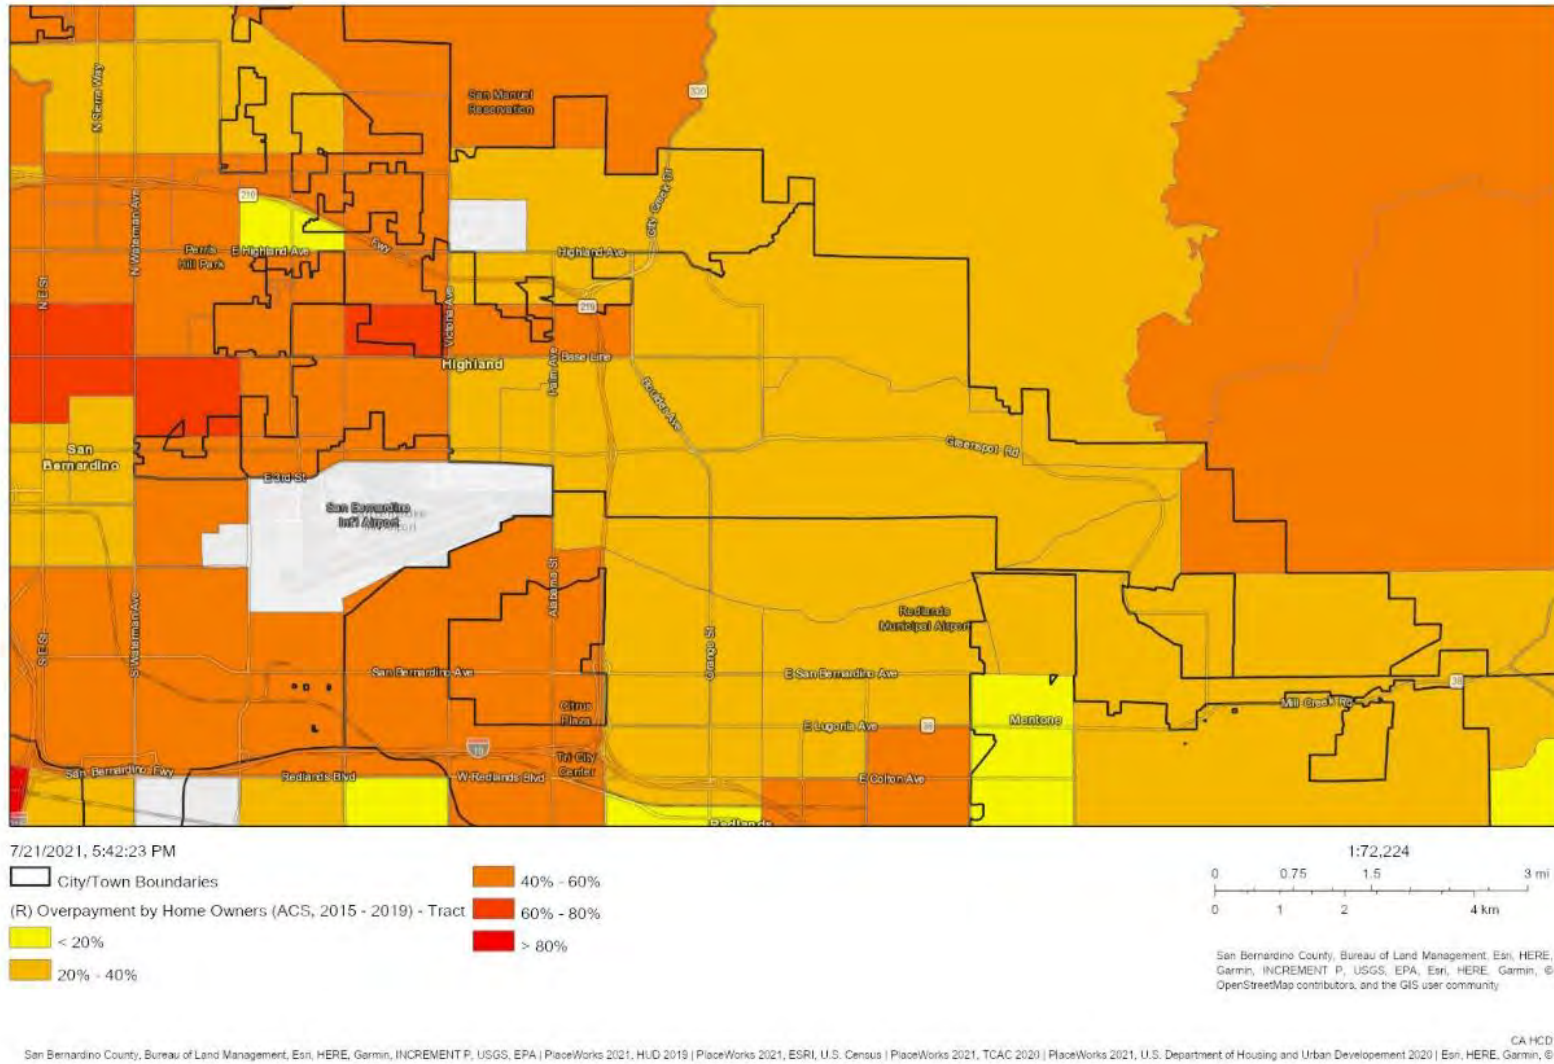 330
San Manuel
Reservation
N Sierra Way
210
N Waterman Ave
City Creek Dr
Perris
Hill Park
E Highland Ave
Fwy
Highland Ave
N E St
Victoria Ave
210
Highland
Palm Ave
Base Line
Boulder Ave
San
Bernardino
Greenspot Rd
E 3rd St
San Bernardino
Int'l Airport
Alabama St
S Waterman Ave
S E St
Orange St
Redlands
Municipal Airport
San Bernardino Ave
E San Bernardino Ave
38
Mill Creek Rd
Citrus
Plaza
E Lugonia Ave
38
Mentone
10
San Bernardino Fwy
Redlands Blvd
W Redlands Blvd
Tri City
Center
E Colton Ave
Redlands
7/21/2021, 5:42:23 PM
City/Town Boundaries
(R) Overpayment by Home Owners (ACS, 2015 - 2019) - Tract
< 20%
20% - 40%
40% - 60%
60% - 80%
> 80%
1:72,224
0 0.75 1.5 3 mi
0 1 2 4 km
San Bernardino County, Bureau of Land Management, Esri, HERE,
Garmin, INCREMENT P, USGS, EPA, Esri, HERE, Garmin, ©
OpenStreetMap contributors, and the GIS user community
CA HCD
San Bernardino County, Bureau of Land Management, Esri, HERE, Garmin, INCREMENT P, USGS, EPA | PlaceWorks 2021, HUD 2019 | PlaceWorks 2021, ESRI, U.S. Census | PlaceWorks 2021, TCAC 2020 | PlaceWorks 2021, U.S. Department of Housing and Urban Developement 2020 | Esri, HERE, Garmin, ©